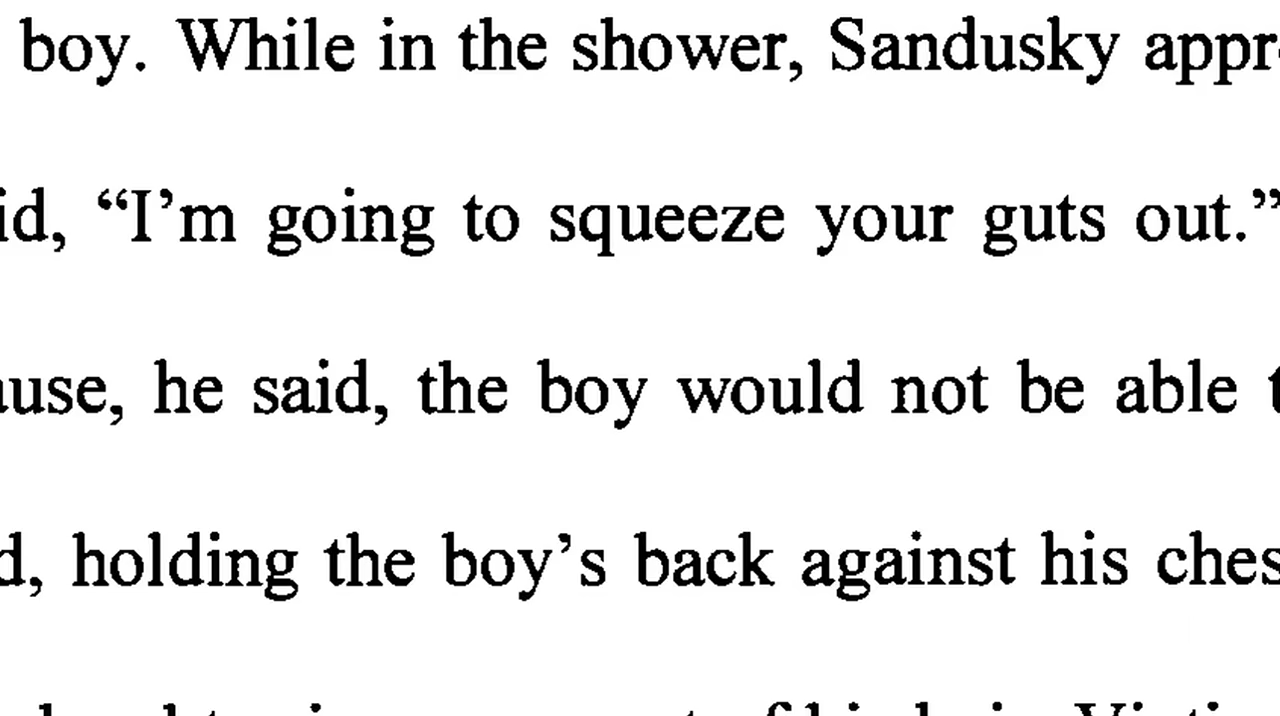 boy. While in the shower, Sandusky appr
id, “I’m going to squeeze your guts out.”
ause, he said, the boy would not be able t
d, holding the boy’s back against his ches